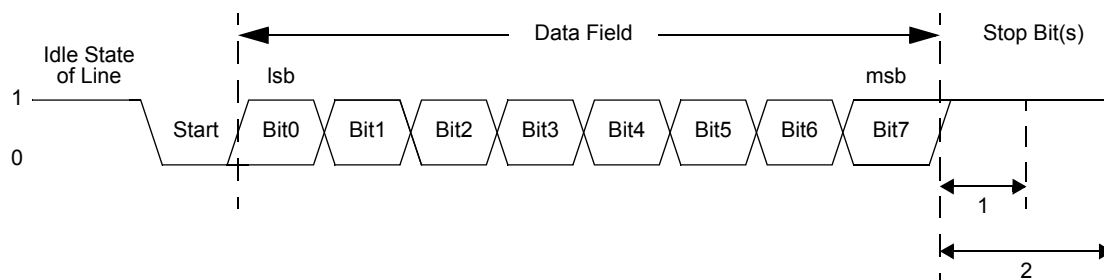 Data Field
Stop Bit(s)
Idle State
of Line
lsb
msb
1
Start
Bit0
Bit1
Bit2
Bit3
Bit4
Bit5
Bit6
Bit7
0
1
2